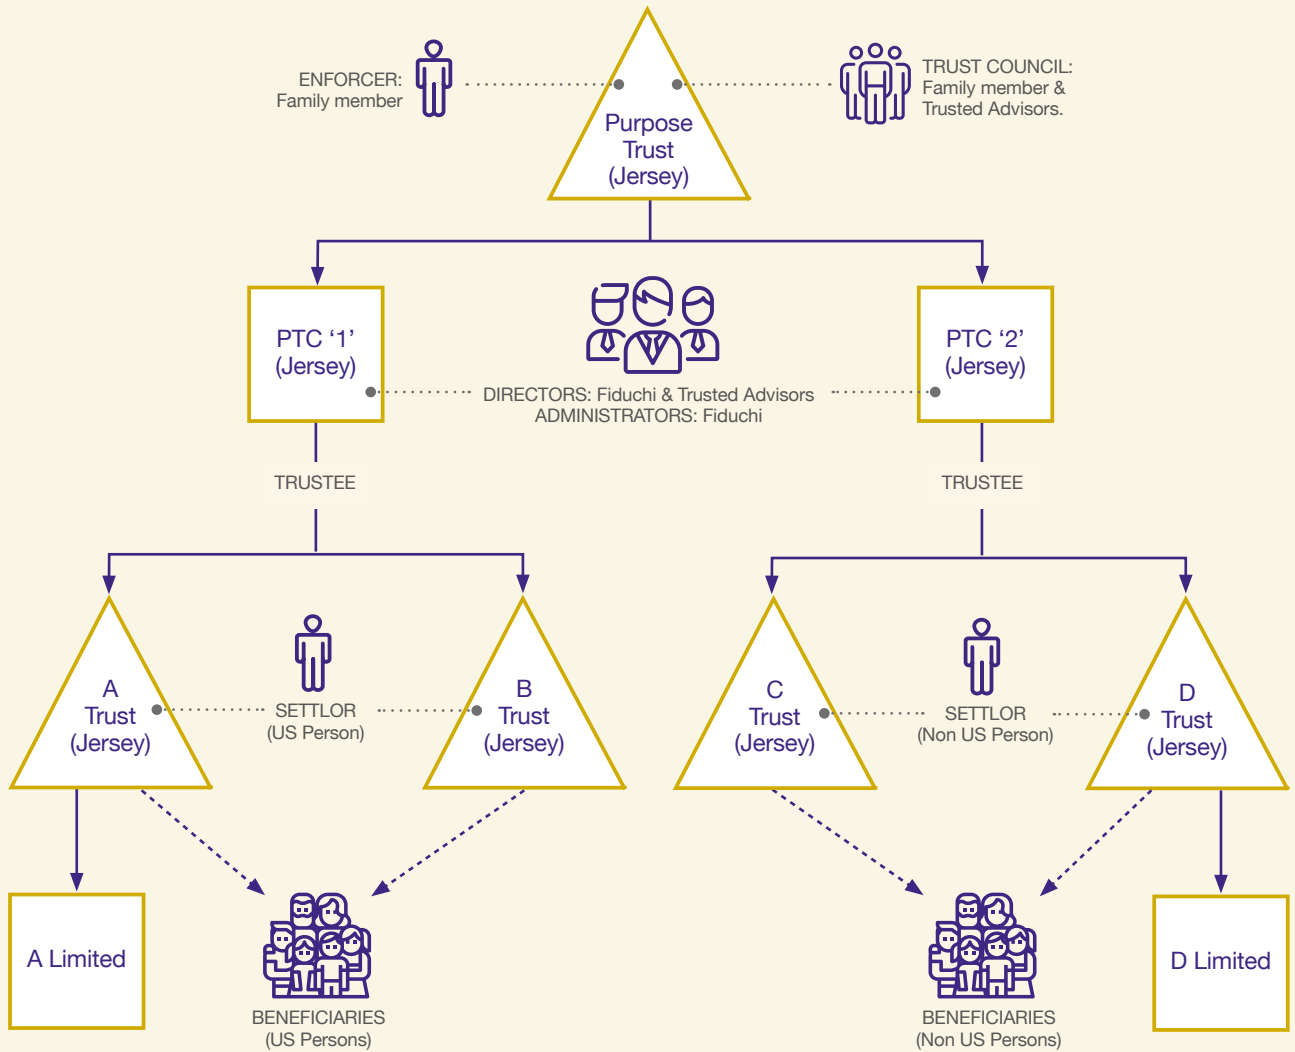 ENFORCER:
Family member
TRUST COUNCIL:
Family member &
Trusted Advisors.
Purpose
Trust
(Jersey)
PTC ‘1’
(Jersey)
PTC ‘2’
(Jersey)
DIRECTORS: Fiduchi & Trusted Advisors
ADMINISTRATORS: Fiduchi
TRUSTEE
TRUSTEE
A
Trust
(Jersey)
SETTLOR
(US Person)
B
Trust
(Jersey)
C
Trust
(Jersey)
SETTLOR
(Non US Person)
D
Trust
(Jersey)
A Limited
BENEFICIARIES
(US Persons)
BENEFICIARIES
(Non US Persons)
D Limited